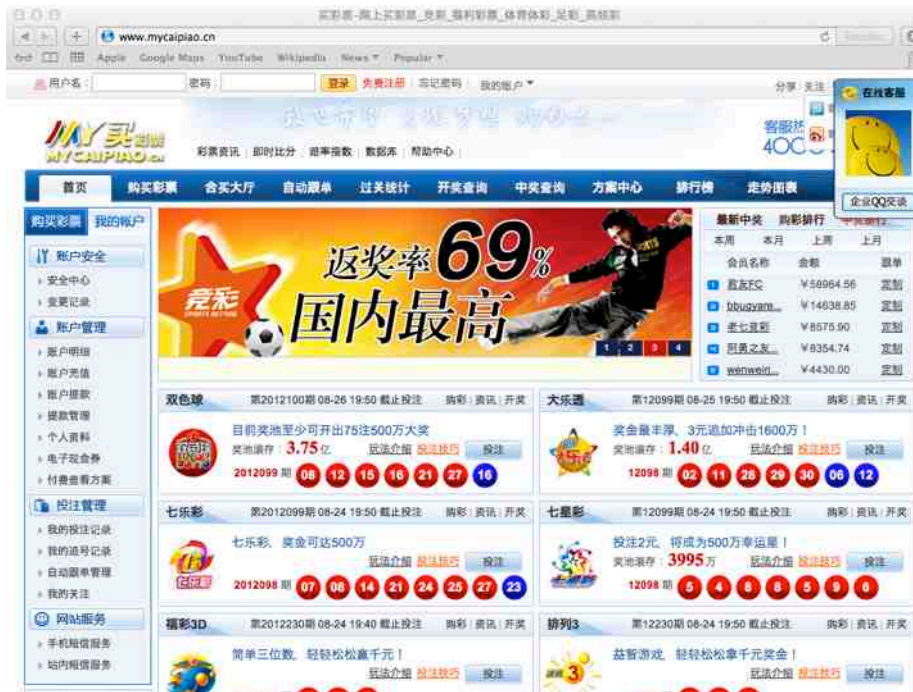 买彩票-网上买彩票_竞彩_福利彩票_体育体彩_足彩_高频彩
www.mycaipiao.cn
Apple Google Maps YouTube Wikipedia News Popular
用户名： 密码： 登录 免费注册 忘记密码 我的账户
分享 关注
在线客服
MY买彩票
MYCAIPIAO.cn
彩票资讯 即时比分 赔率指数 数据库 帮助中心
客服热
400
企业QQ交谈
首页 购买彩票 合买大厅 自动跟单 过关统计 开奖查询 中奖查询 方案中心 排行榜 走势图表
购买彩票 我的帐户
账户安全
安全中心
变更记录
账户管理
账户明细
账户充值
账户提款
提款管理
个人资料
电子现金券
付费查看方案
投注管理
我的投注记录
我的追号记录
自动跟单管理
我的关注
网站服务
手机短信服务
站内短信服务
竞彩
SPORTS BETTING
返奖率69%
国内最高
1 2 3 4
最新中奖 购彩排行 中奖排行
本周 本月 上周 上月
会员名称 金额 跟单
￥58964.56 定制
bbugyare... ￥14638.85 定制
老七竞彩 ￥8575.90 定制
阿勇之友... ￥8354.74 定制
wenwein... ￥4430.00 定制
双色球 第2012100期 08-26 19:50 截止投注 购彩 资讯 开奖
目前奖池至少可开出75注500万大奖
奖池滚存：3.75亿 玩法介绍 投注技巧 投注
2012099 期 08 12 15 16 21 27 16
大乐透 第12099期 08-25 19:50 截止投注 购彩 资讯 开奖
奖金最丰厚，3元追加冲击1600万！
奖池滚存：1.40亿 玩法介绍 投注技巧 投注
12098 期 02 11 28 29 30 06 12
七乐彩 第2012099期 08-24 19:50 截止投注 购彩 资讯 开奖
七乐彩，奖金可达500万
玩法介绍 投注技巧 投注
2012098 期 07 08 14 21 24 25 27 23
七星彩 第12099期 08-24 19:50 截止投注 购彩 资讯 开奖
投注2元，将成为500万幸运星！
奖池滚存：3995万 玩法介绍 投注技巧 投注
12098 期 5 4 8 8 5 9 6
福彩3D 第2012230期 08-24 19:40 截止投注 购彩 资讯 开奖
简单三位数，轻轻松松赢千元！
玩法介绍 投注技巧 投注
排列3 第12230期 08-24 19:50 截止投注 购彩 资讯 开奖
益智游戏，轻轻松松拿千元奖金！
玩法介绍 投注技巧 投注